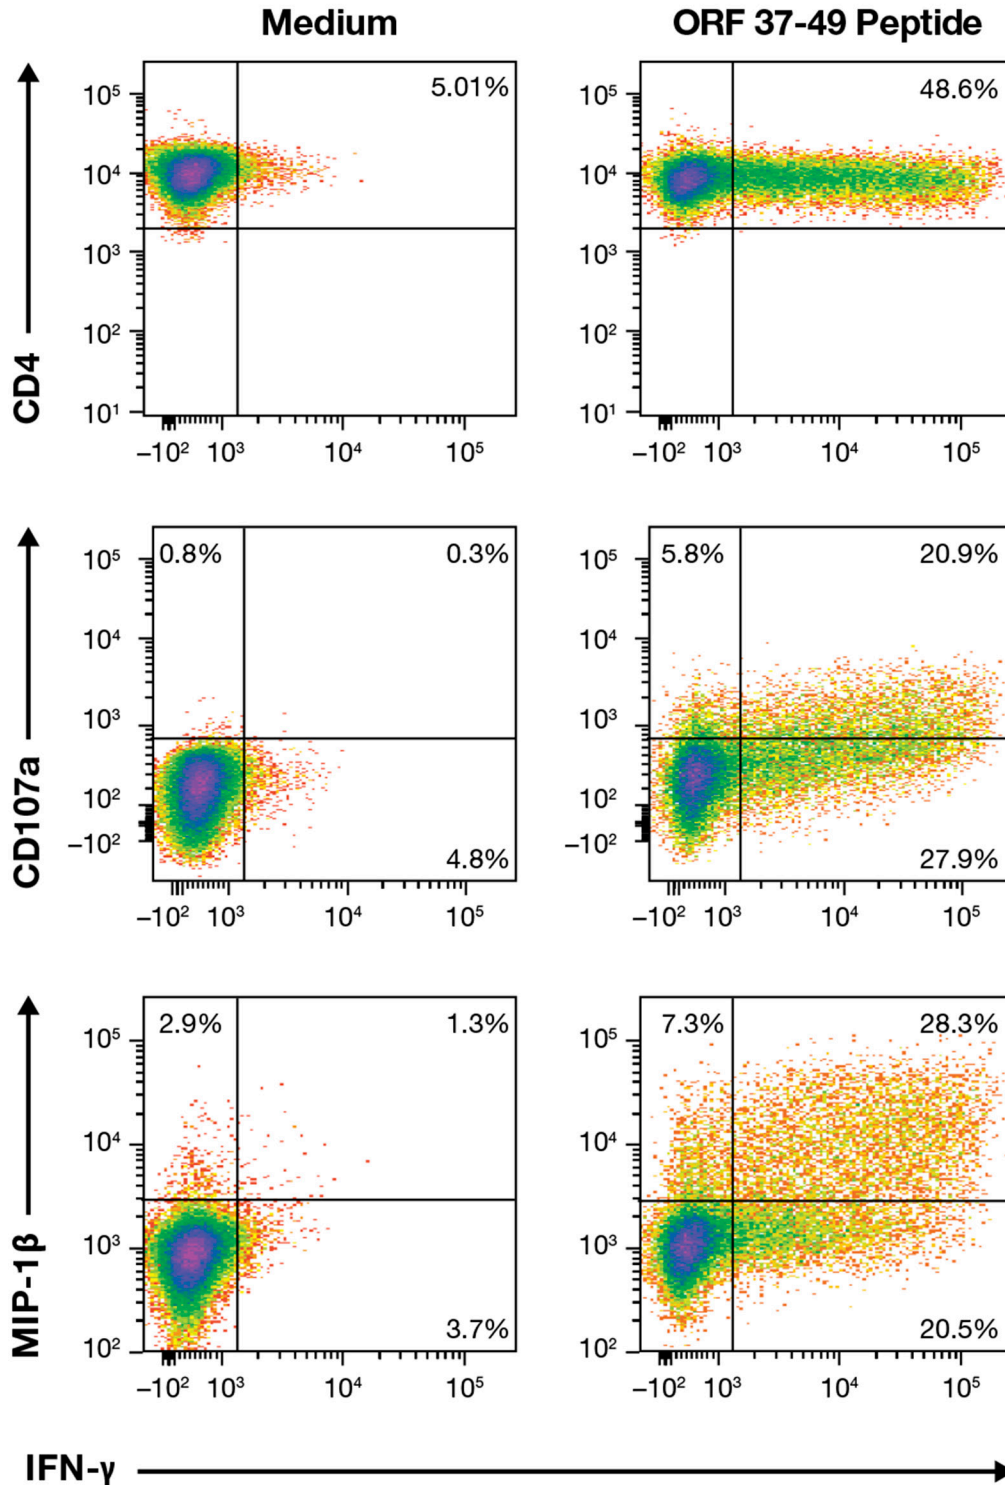 Medium ORF 37-49 Peptide
CD4
10⁵ 5.01% 10⁵ 48.6%
10⁴ 10⁴
10³ 10³
10² 10²
10¹ 10¹
–10² 10³ 10⁴ 10⁵ –10² 10³ 10⁴ 10⁵
CD107a
0.8% 0.3% 5.8% 20.9%
10⁵ 10⁵
10⁴ 10⁴
10³ 10³
10² 10²
–10² –10²
4.8% 27.9%
–10² 10³ 10⁴ 10⁵ –10² 10³ 10⁴ 10⁵
MIP-1β
2.9% 1.3% 7.3% 28.3%
10⁵ 10⁵
10⁴ 10⁴
10³ 10³
3.7% 20.5%
10² 10²
–10² 10³ 10⁴ 10⁵ –10² 10³ 10⁴ 10⁵
IFN-γ